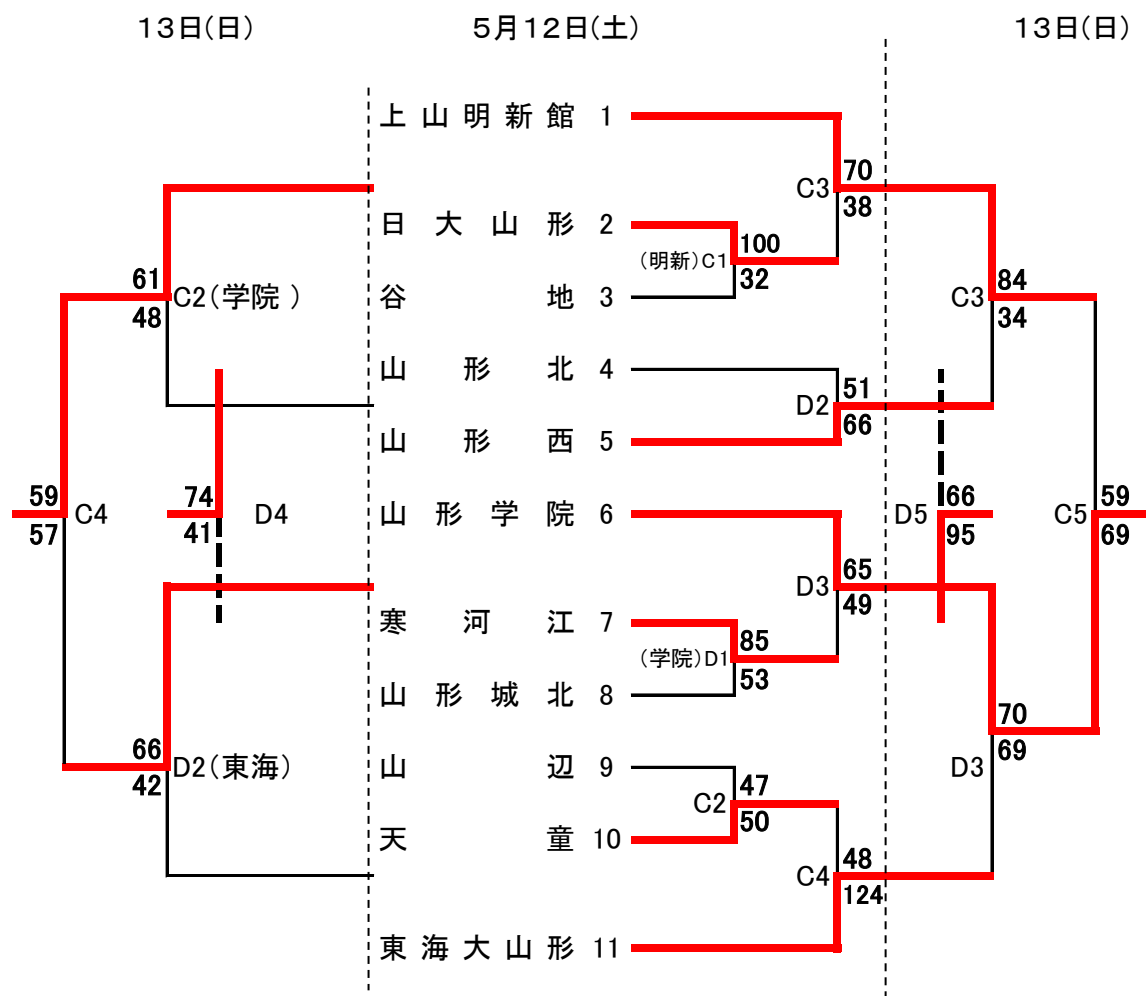 13日(日) 5月12日(土) 13日(日)
上山明新館 1
C3 70
38
日大山形 2
(明新)C1 100
32
谷地 3
61
48 C2(学院 )
C3 84
34
山形北 4
D2 51
66
山形西 5
59
57 C4
74
41 D4
山形学院 6
D5 66
95
C5 59
69
D3 65
49
寒河江 7
(学院)D1 85
53
山形城北 8
70
69
D3
66
42 D2(東海)
山辺 9
C2 47
50
天童 10
C4 48
124
東海大山形 11